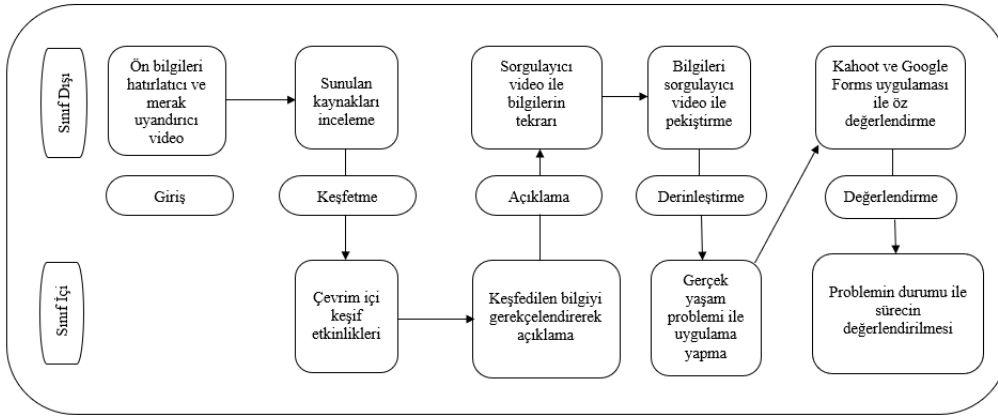 Sınıf Dışı
Ön bilgileri
hatırlatıcı ve
merak
uyandırıcı
video
Sunulan
kaynakları
inceleme
Sorgulayıcı
video ile
bilgilerin
tekrarı
Bilgileri
sorgulayıcı
video ile
pekiştirme
Kahoot ve Google
Forms uygulaması
ile öz
değerlendirme
Giriş
Keşfetme
Açıklama
Derinleştirme
Değerlendirme
Sınıf İçi
Çevrim içi
keşif
etkinlikleri
Keşfedilen bilgiyi
gerekçelendirerek
açıklama
Gerçek
yaşam
problemi ile
uygulama
yapma
Problemin durumu ile
sürecin
değerlendirilmesi